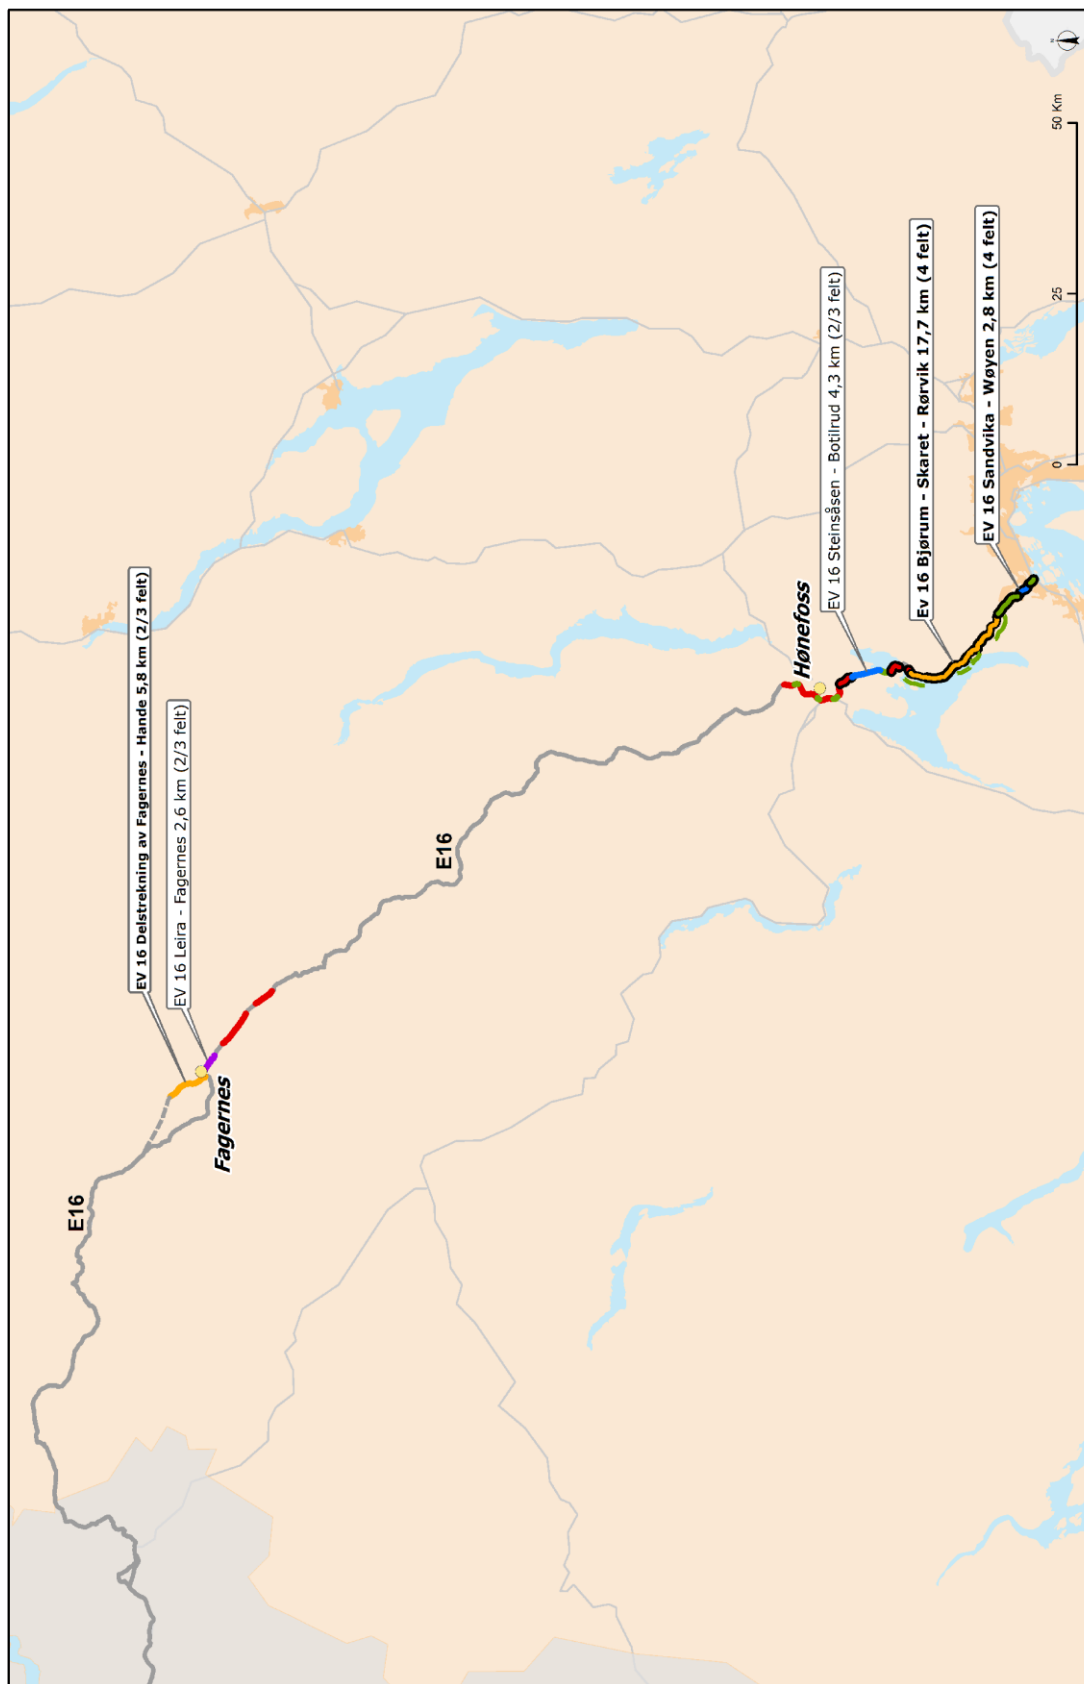 E16
Fagernes
EV 16 Delstrekning av Fagernes - Hande 5,8 km (2/3 felt)
EV 16 Leira - Fagernes 2,6 km (2/3 felt)
E16
Hønefoss
EV 16 Steinsåsen - Botilrud 4,3 km (2/3 felt)
Ev 16 Bjørum - Skaret - Rørvik 17,7 km (4 felt)
EV 16 Sandvika - Wøyen 2,8 km (4 felt)
0 25 50 Km